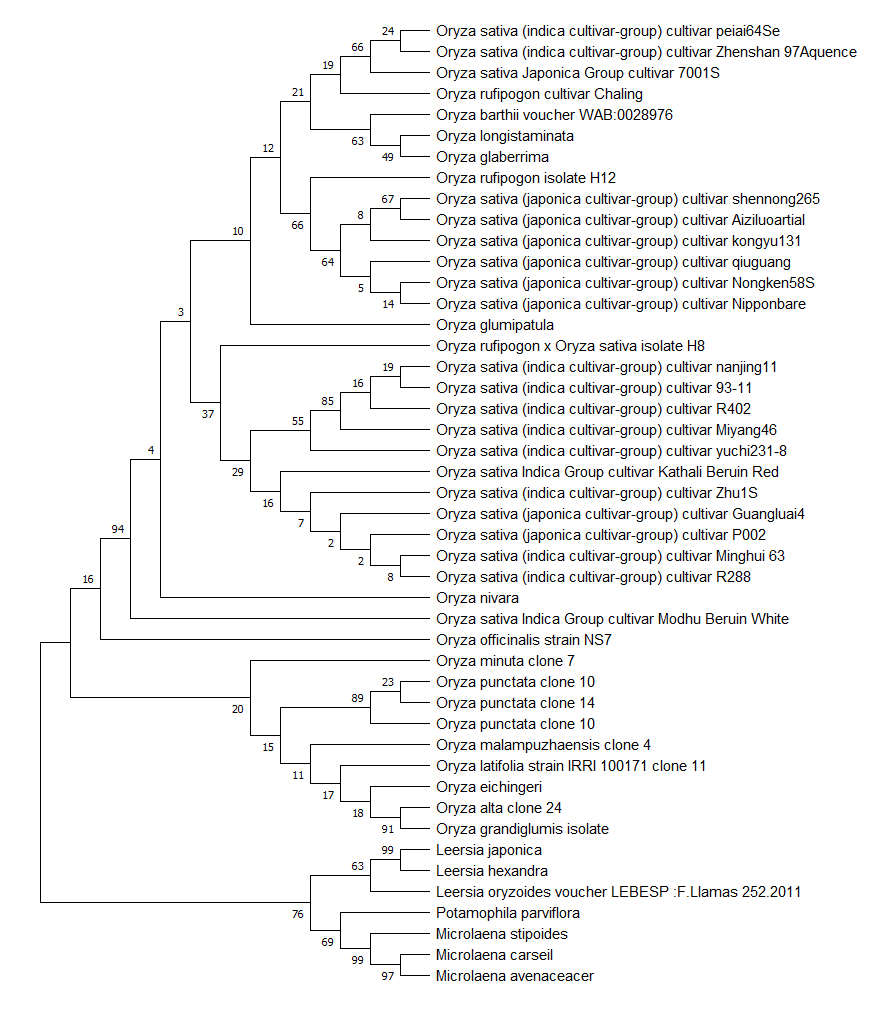 24
Oryza sativa (indica cultivar-group) cultivar peiai64Se
66
Oryza sativa (indica cultivar-group) cultivar Zhenshan 97Aquence
19
Oryza sativa Japonica Group cultivar 7001S
21
Oryza rufipogon cultivar Chaling
Oryza barthii voucher WAB:0028976
63
Oryza longistaminata
12
49
Oryza glaberrima
Oryza rufipogon isolate H12
67
Oryza sativa (japonica cultivar-group) cultivar shennong265
8
Oryza sativa (japonica cultivar-group) cultivar Aiziluoartial
66
10
Oryza sativa (japonica cultivar-group) cultivar kongyu131
64
Oryza sativa (japonica cultivar-group) cultivar qiuguang
5
Oryza sativa (japonica cultivar-group) cultivar Nongken58S
14
Oryza sativa (japonica cultivar-group) cultivar Nipponbare
3
Oryza glumipatula
Oryza rufipogon x Oryza sativa isolate H8
19
Oryza sativa (indica cultivar-group) cultivar nanjing11
16
Oryza sativa (indica cultivar-group) cultivar 93-11
85
Oryza sativa (indica cultivar-group) cultivar R402
37
55
Oryza sativa (indica cultivar-group) cultivar Miyang46
4
Oryza sativa (indica cultivar-group) cultivar yuchi231-8
29
Oryza sativa Indica Group cultivar Kathali Beruin Red
16
Oryza sativa (indica cultivar-group) cultivar Zhu1S
7
Oryza sativa (japonica cultivar-group) cultivar Guangluai4
94
2
Oryza sativa (japonica cultivar-group) cultivar P002
2
Oryza sativa (indica cultivar-group) cultivar Minghui 63
16
8
Oryza sativa (indica cultivar-group) cultivar R288
Oryza nivara
Oryza sativa Indica Group cultivar Modhu Beruin White
Oryza officinalis strain NS7
Oryza minuta clone 7
23
Oryza punctata clone 10
89
Oryza punctata clone 14
20
Oryza punctata clone 10
15
Oryza malampuzhaensis clone 4
11
Oryza latifolia strain IRRI 100171 clone 11
17
Oryza eichingeri
18
Oryza alta clone 24
91
Oryza grandiglumis isolate
99
Leersia japonica
63
Leersia hexandra
Leersia oryzoides voucher LEBESP :F.Llamas 252.2011
76
Potamophila parviflora
69
Microlaena stipoides
99
Microlaena carseil
97
Microlaena avenaceacer